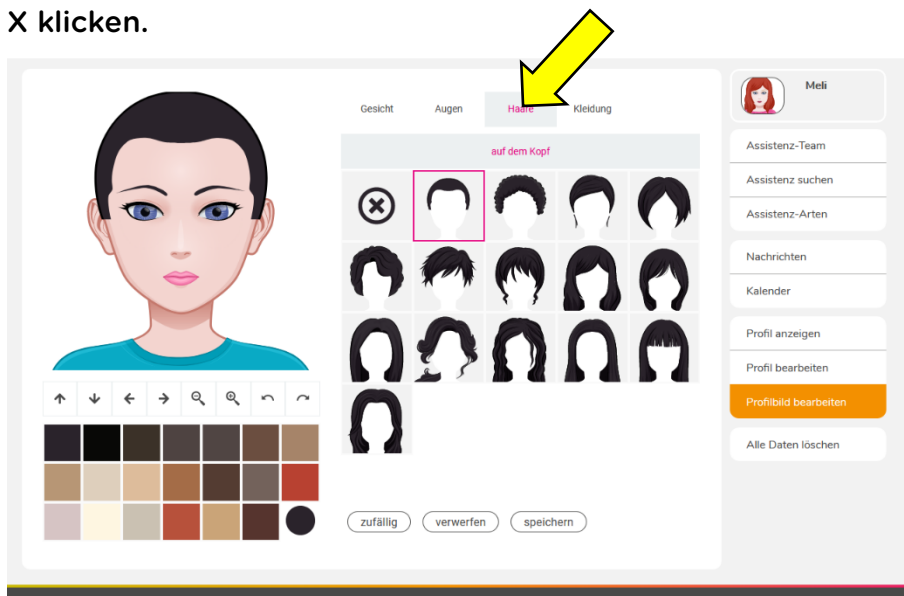 X klicken.
Gesicht
Augen
Haare
Kleidung
auf dem Kopf
zufällig
verwerfen
speichern
Meli
Assistenz-Team
Assistenz suchen
Assistenz-Arten
Nachrichten
Kalender
Profil anzeigen
Profil bearbeiten
Profilbild bearbeiten
Alle Daten löschen